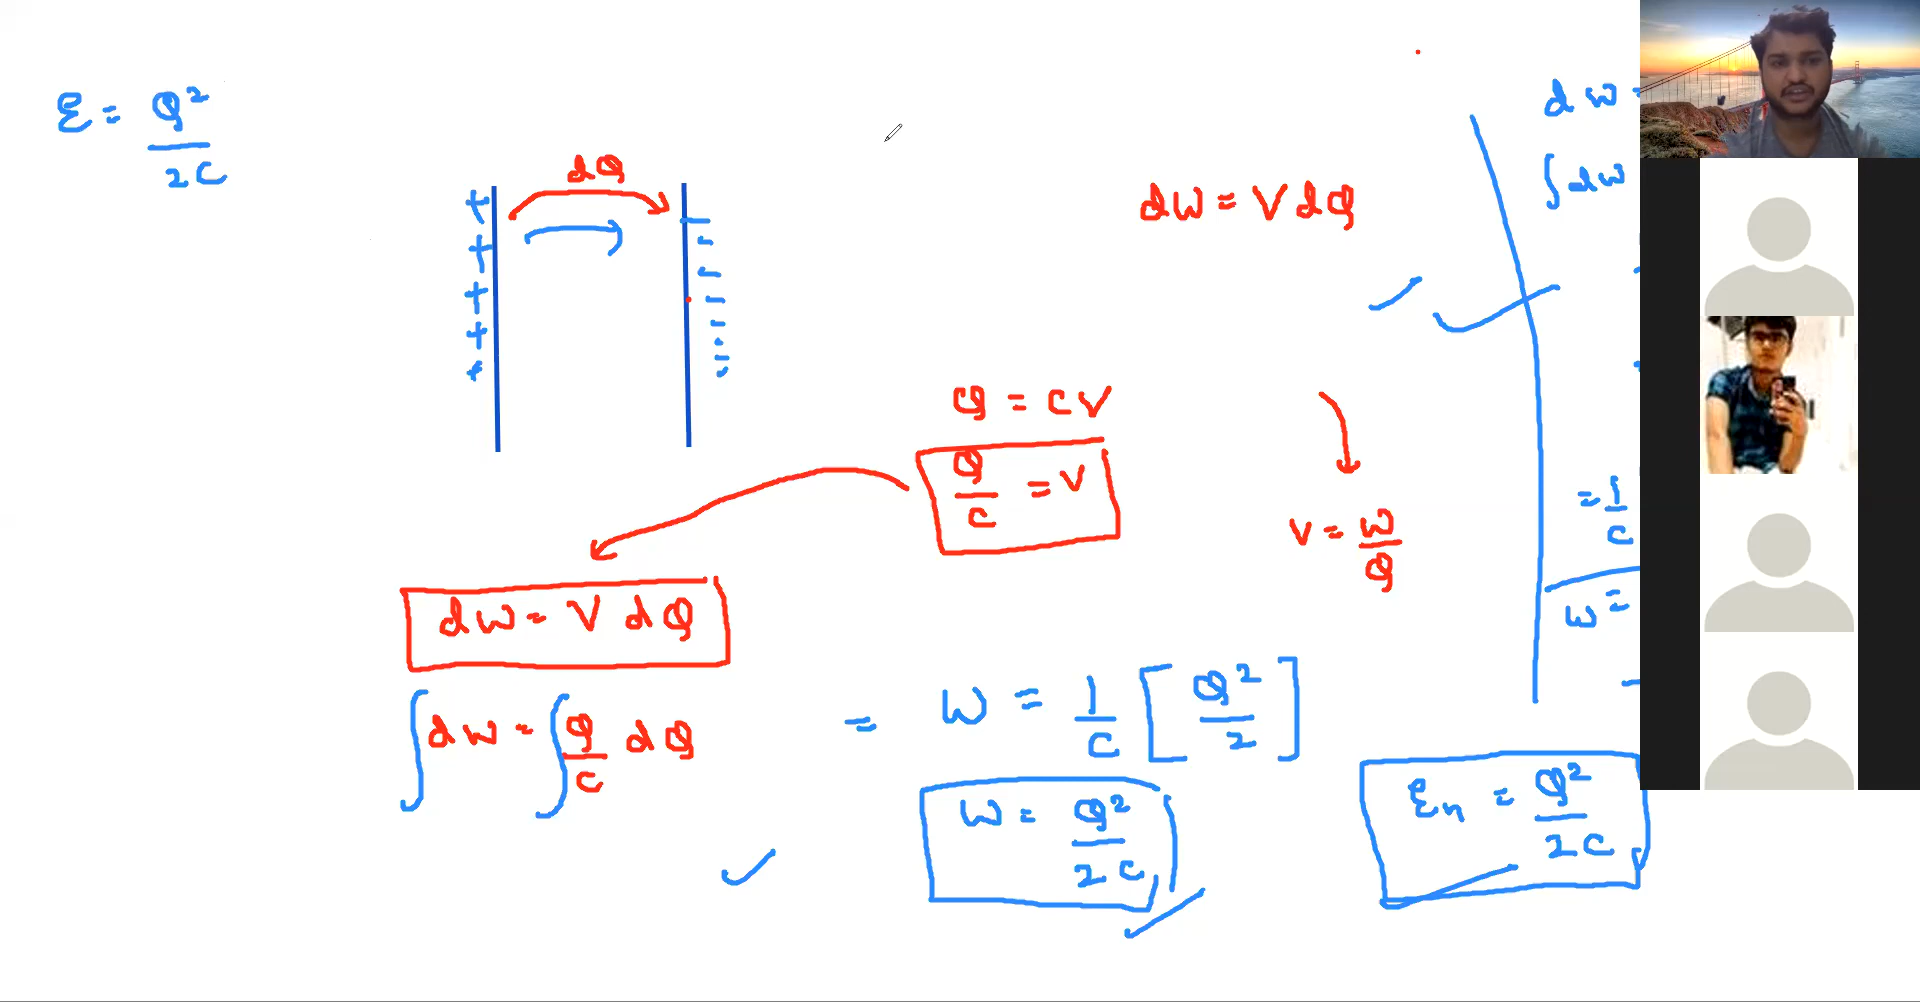 ε = Q²/2C
dQ
+
+
+
+
+
dW = V dQ
Q = CV
Q/C = V
V = W/Q
dW = V dQ
∫dW = ∫Q/C dQ
= W = 1/C [Q²/2]
W = Q²/2C
En = Q²/2C
dW
∫dW
= 1/C
W =